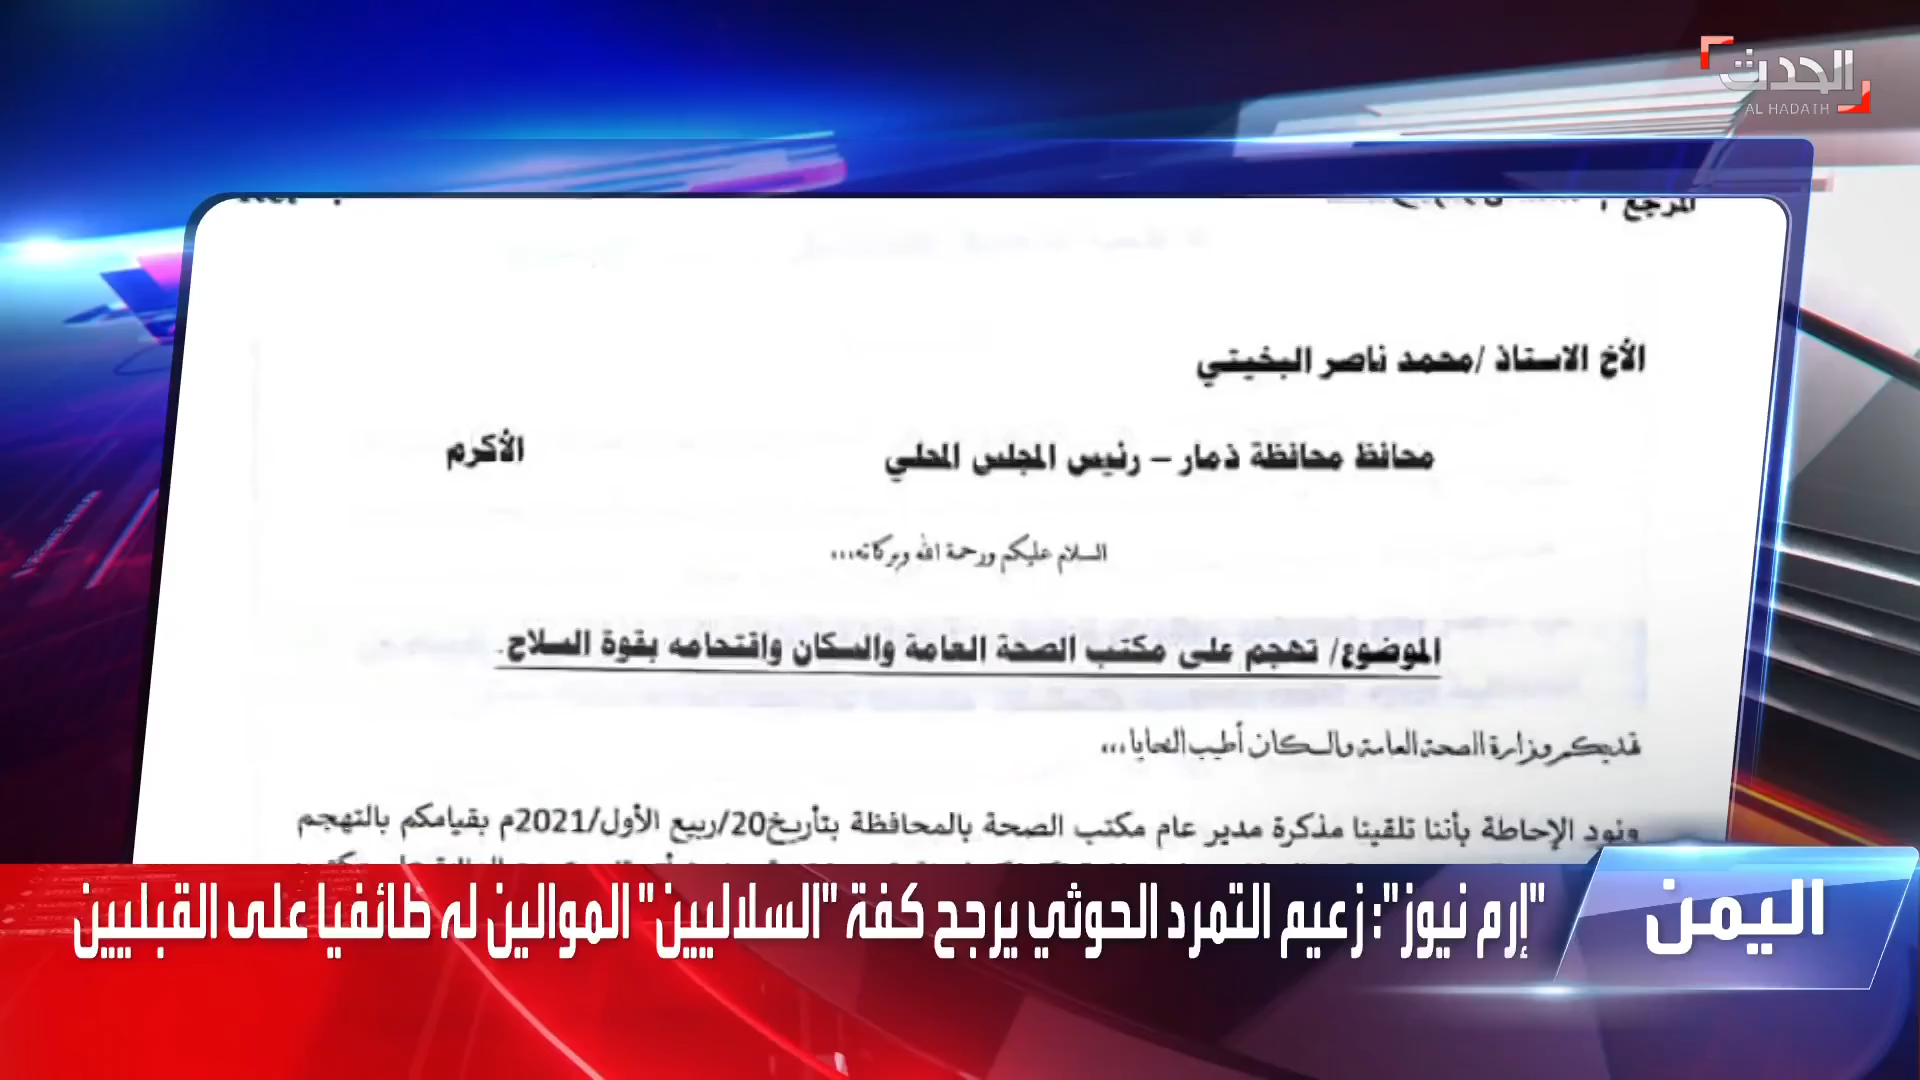 الحدث
AL HADATH
المرجع
الأخ الاستاذ /محمد ناصر البخيتي
محافظ محافظة ذمار – رئيس المجلس المحلي الأكرم
السلام عليكم ورحمة الله وبركاته...
الموضوع/ تهجم على مكتب الصحة العامة والسكان واقتحامه بقوة السلاح.
تهديكم وزارة الصحة العامة والسكان أطيب التحايا...
ونود الإحاطة بأننا تلقينا مذكرة مدير عام مكتب الصحة بالمحافظة بتأريخ20/ربيع الأول/2021م بقيامكم بالتهجم
اليمن
"إرم نيوز": زعيم التمرد الحوثي يرجح كفة "السلاليين" الموالين له طائفيا على القبليين